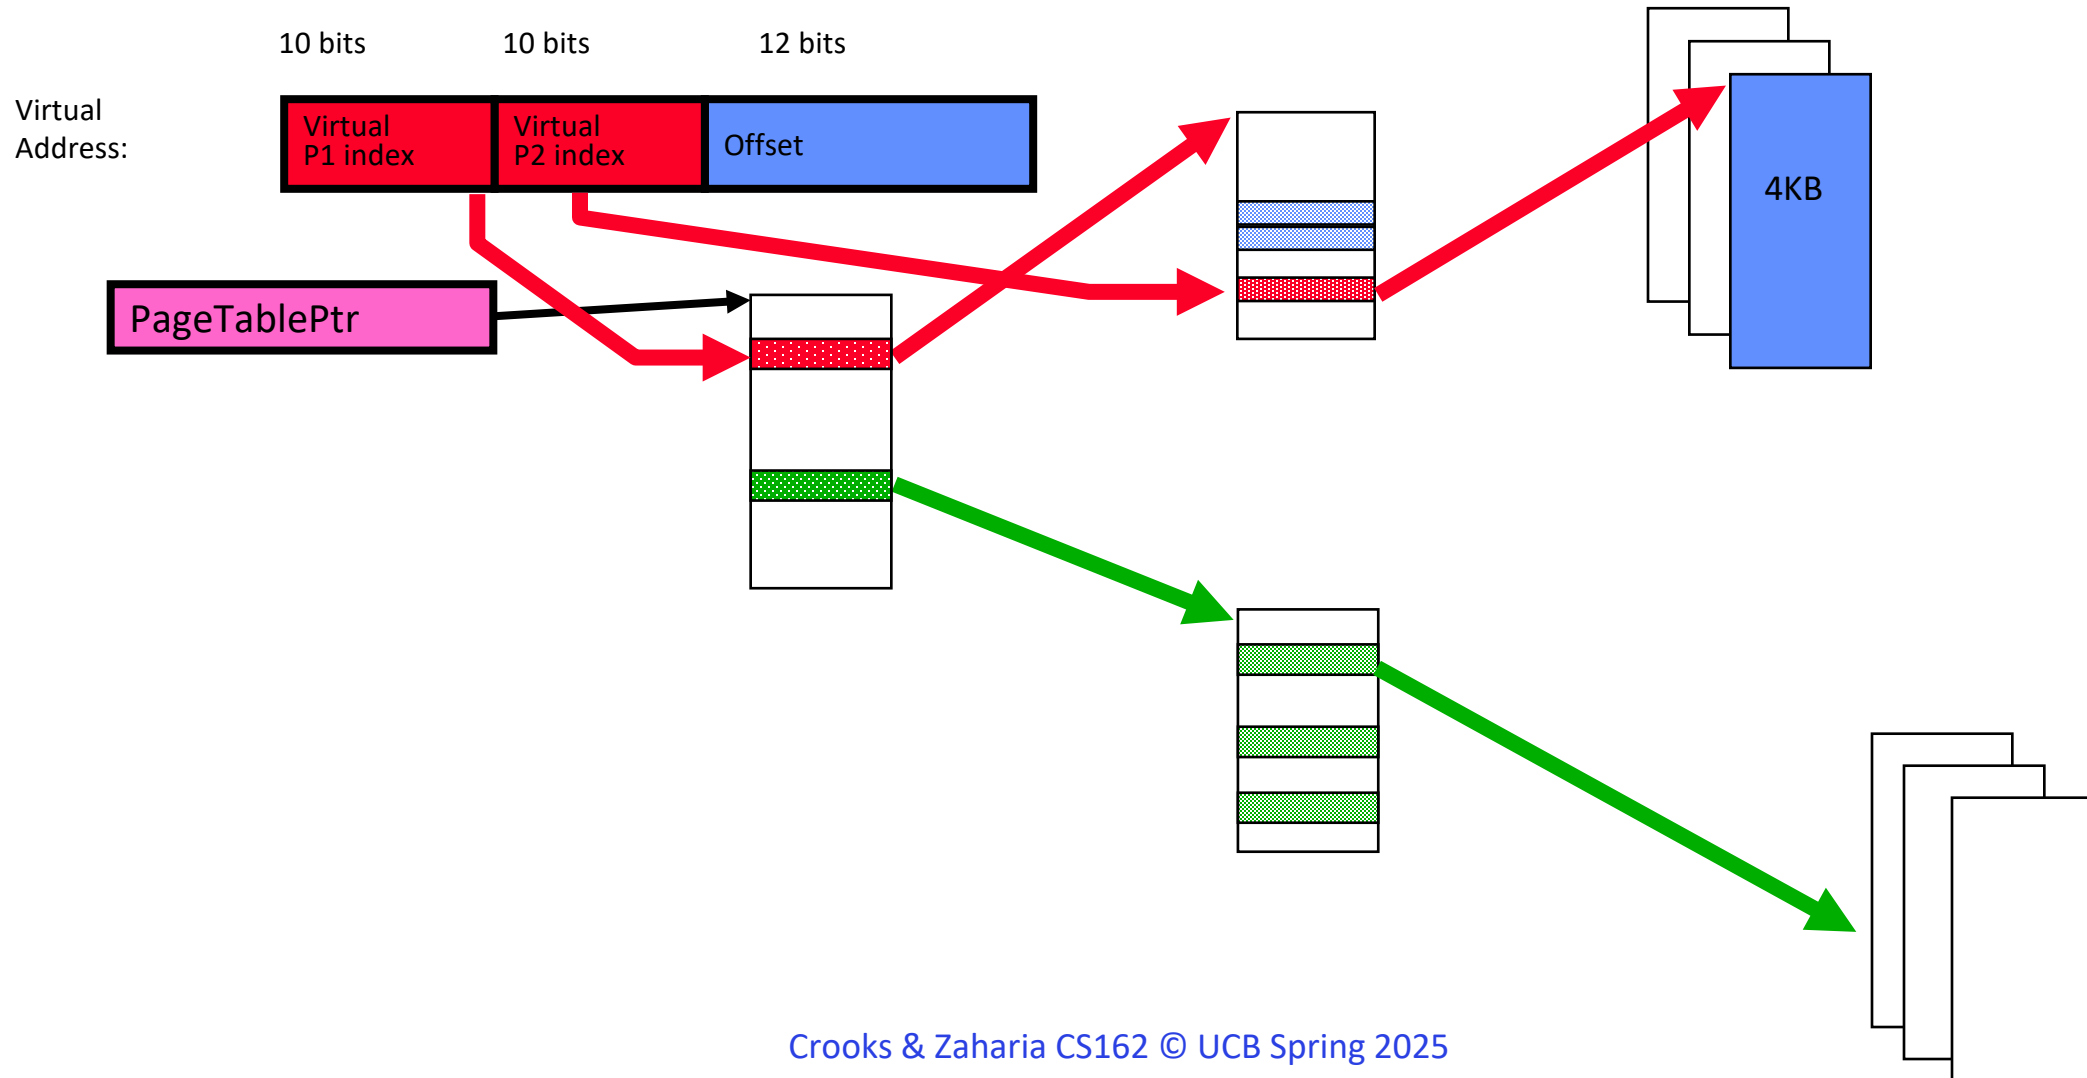 10 bits
10 bits
12 bits
Virtual
Address:
Virtual
P1 index
Virtual
P2 index
Offset
4KB
PageTablePtr
Crooks & Zaharia CS162 © UCB Spring 2025